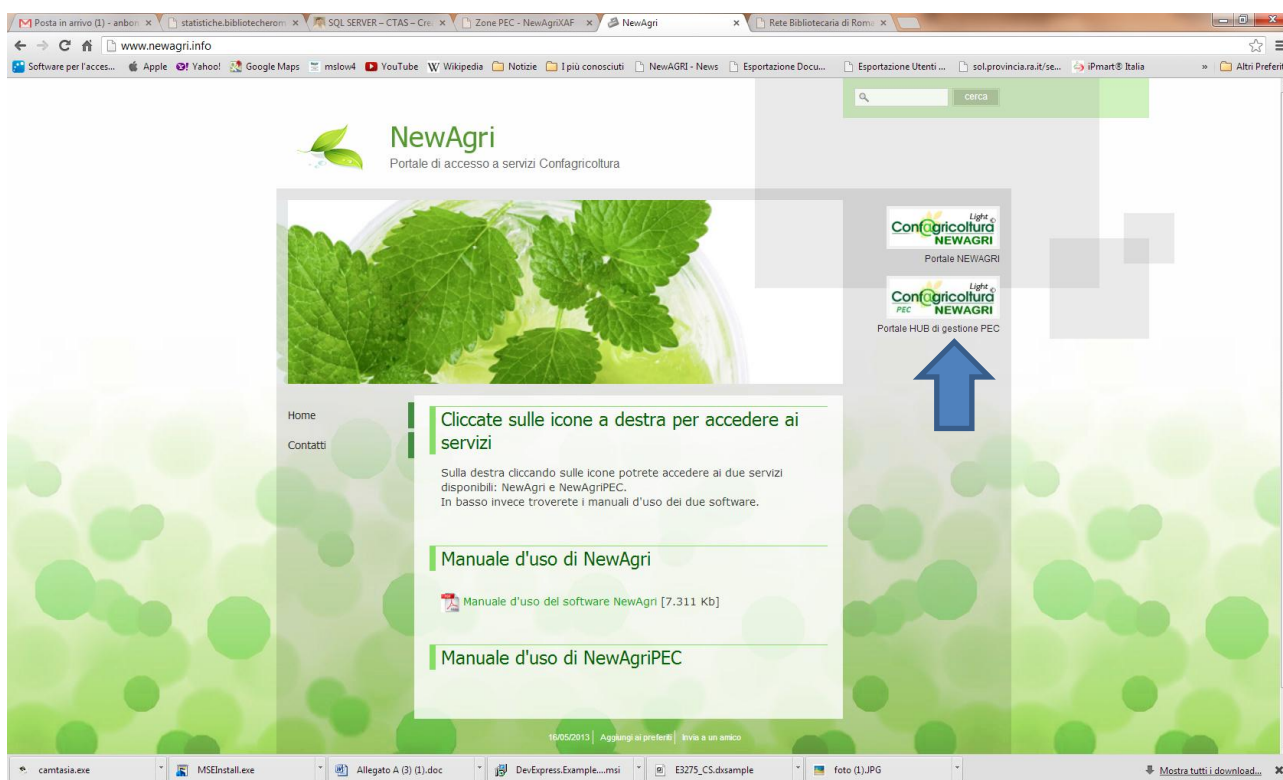 Posta in arrivo (1) - anbon
statistiche.bibliotecherom
SQL SERVER – CTAS – Cre
Zone PEC - NewAgriXAF
NewAgri
Rete Bibliotecaria di Roma
www.newagri.info
Software per l'acces...
Apple
Yahoo!
Google Maps
mslow4
YouTube
Wikipedia
Notizie
I più conosciuti
NewAGRI - News
Esportazione Docu...
Esportazione Utenti ...
sol.provincia.ra.it/se...
iPmart® Italia
»
Altri Preferit
cerca
NewAgri
Portale di accesso a servizi Confagricoltura
Light ©
Conf@gricoltura
NEWAGRI
Portale NEWAGRI
Light ©
Conf@gricoltura
PEC NEWAGRI
Portale HUB di gestione PEC
Home
Contatti
Cliccate sulle icone a destra per accedere ai
servizi
Sulla destra cliccando sulle icone potrete accedere ai due servizi
disponibili: NewAgri e NewAgriPEC.
In basso invece troverete i manuali d'uso dei due software.
Manuale d'uso di NewAgri
Manuale d'uso del software NewAgri [7.311 Kb]
Manuale d'uso di NewAgriPEC
16/05/2013 | Aggiungi ai preferiti | Invia a un amico
camtasia.exe
MSEInstall.exe
Allegato A (3) (1).doc
DevExpress.Example....msi
E3275_CS.dxsample
foto (1).JPG
Mostra tutti i download...